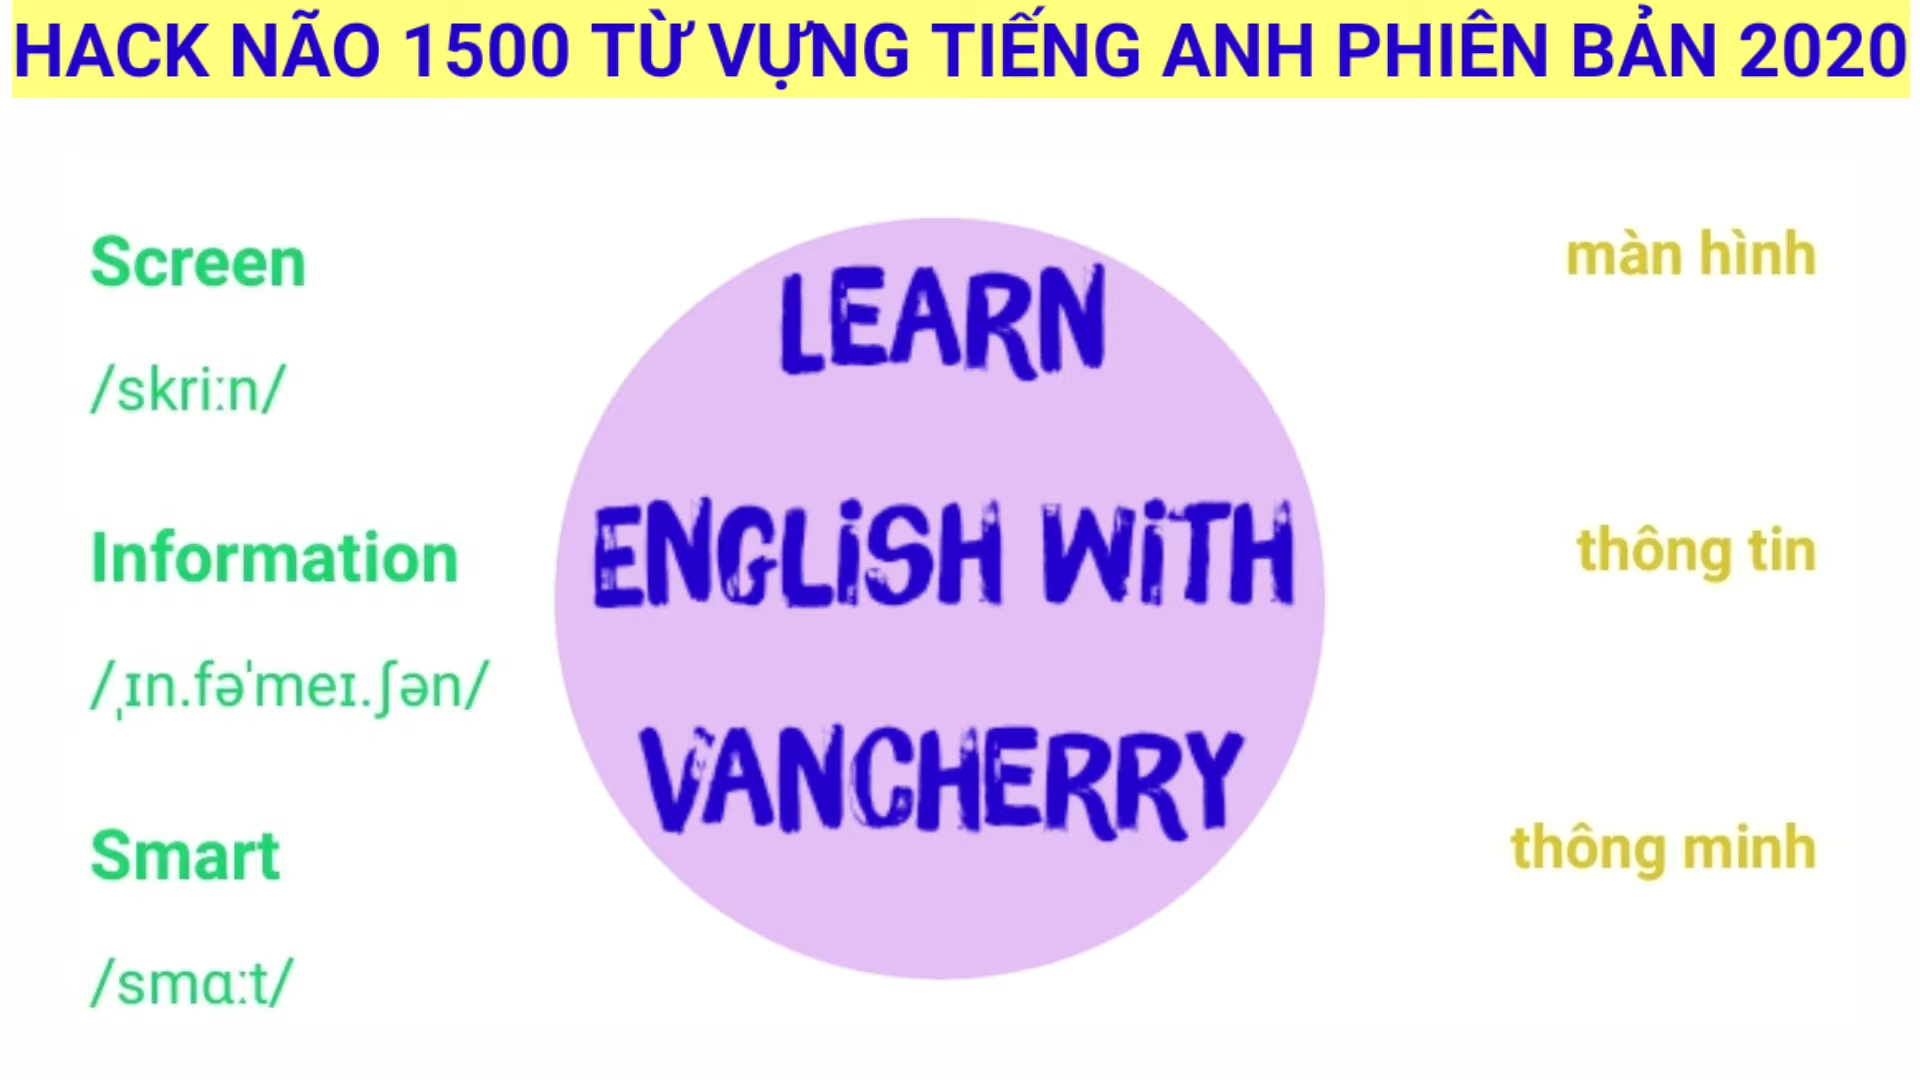 HACK NÃO 1500 TỪ VỰNG TIẾNG ANH PHIÊN BẢN 2020
Screen
màn hình
/skriːn/
Information
thông tin
/ˌɪn.fəˈmeɪ.ʃən/
Smart
thông minh
/smɑːt/
LEARN
ENGLiSH WiTH
VANCHERRY